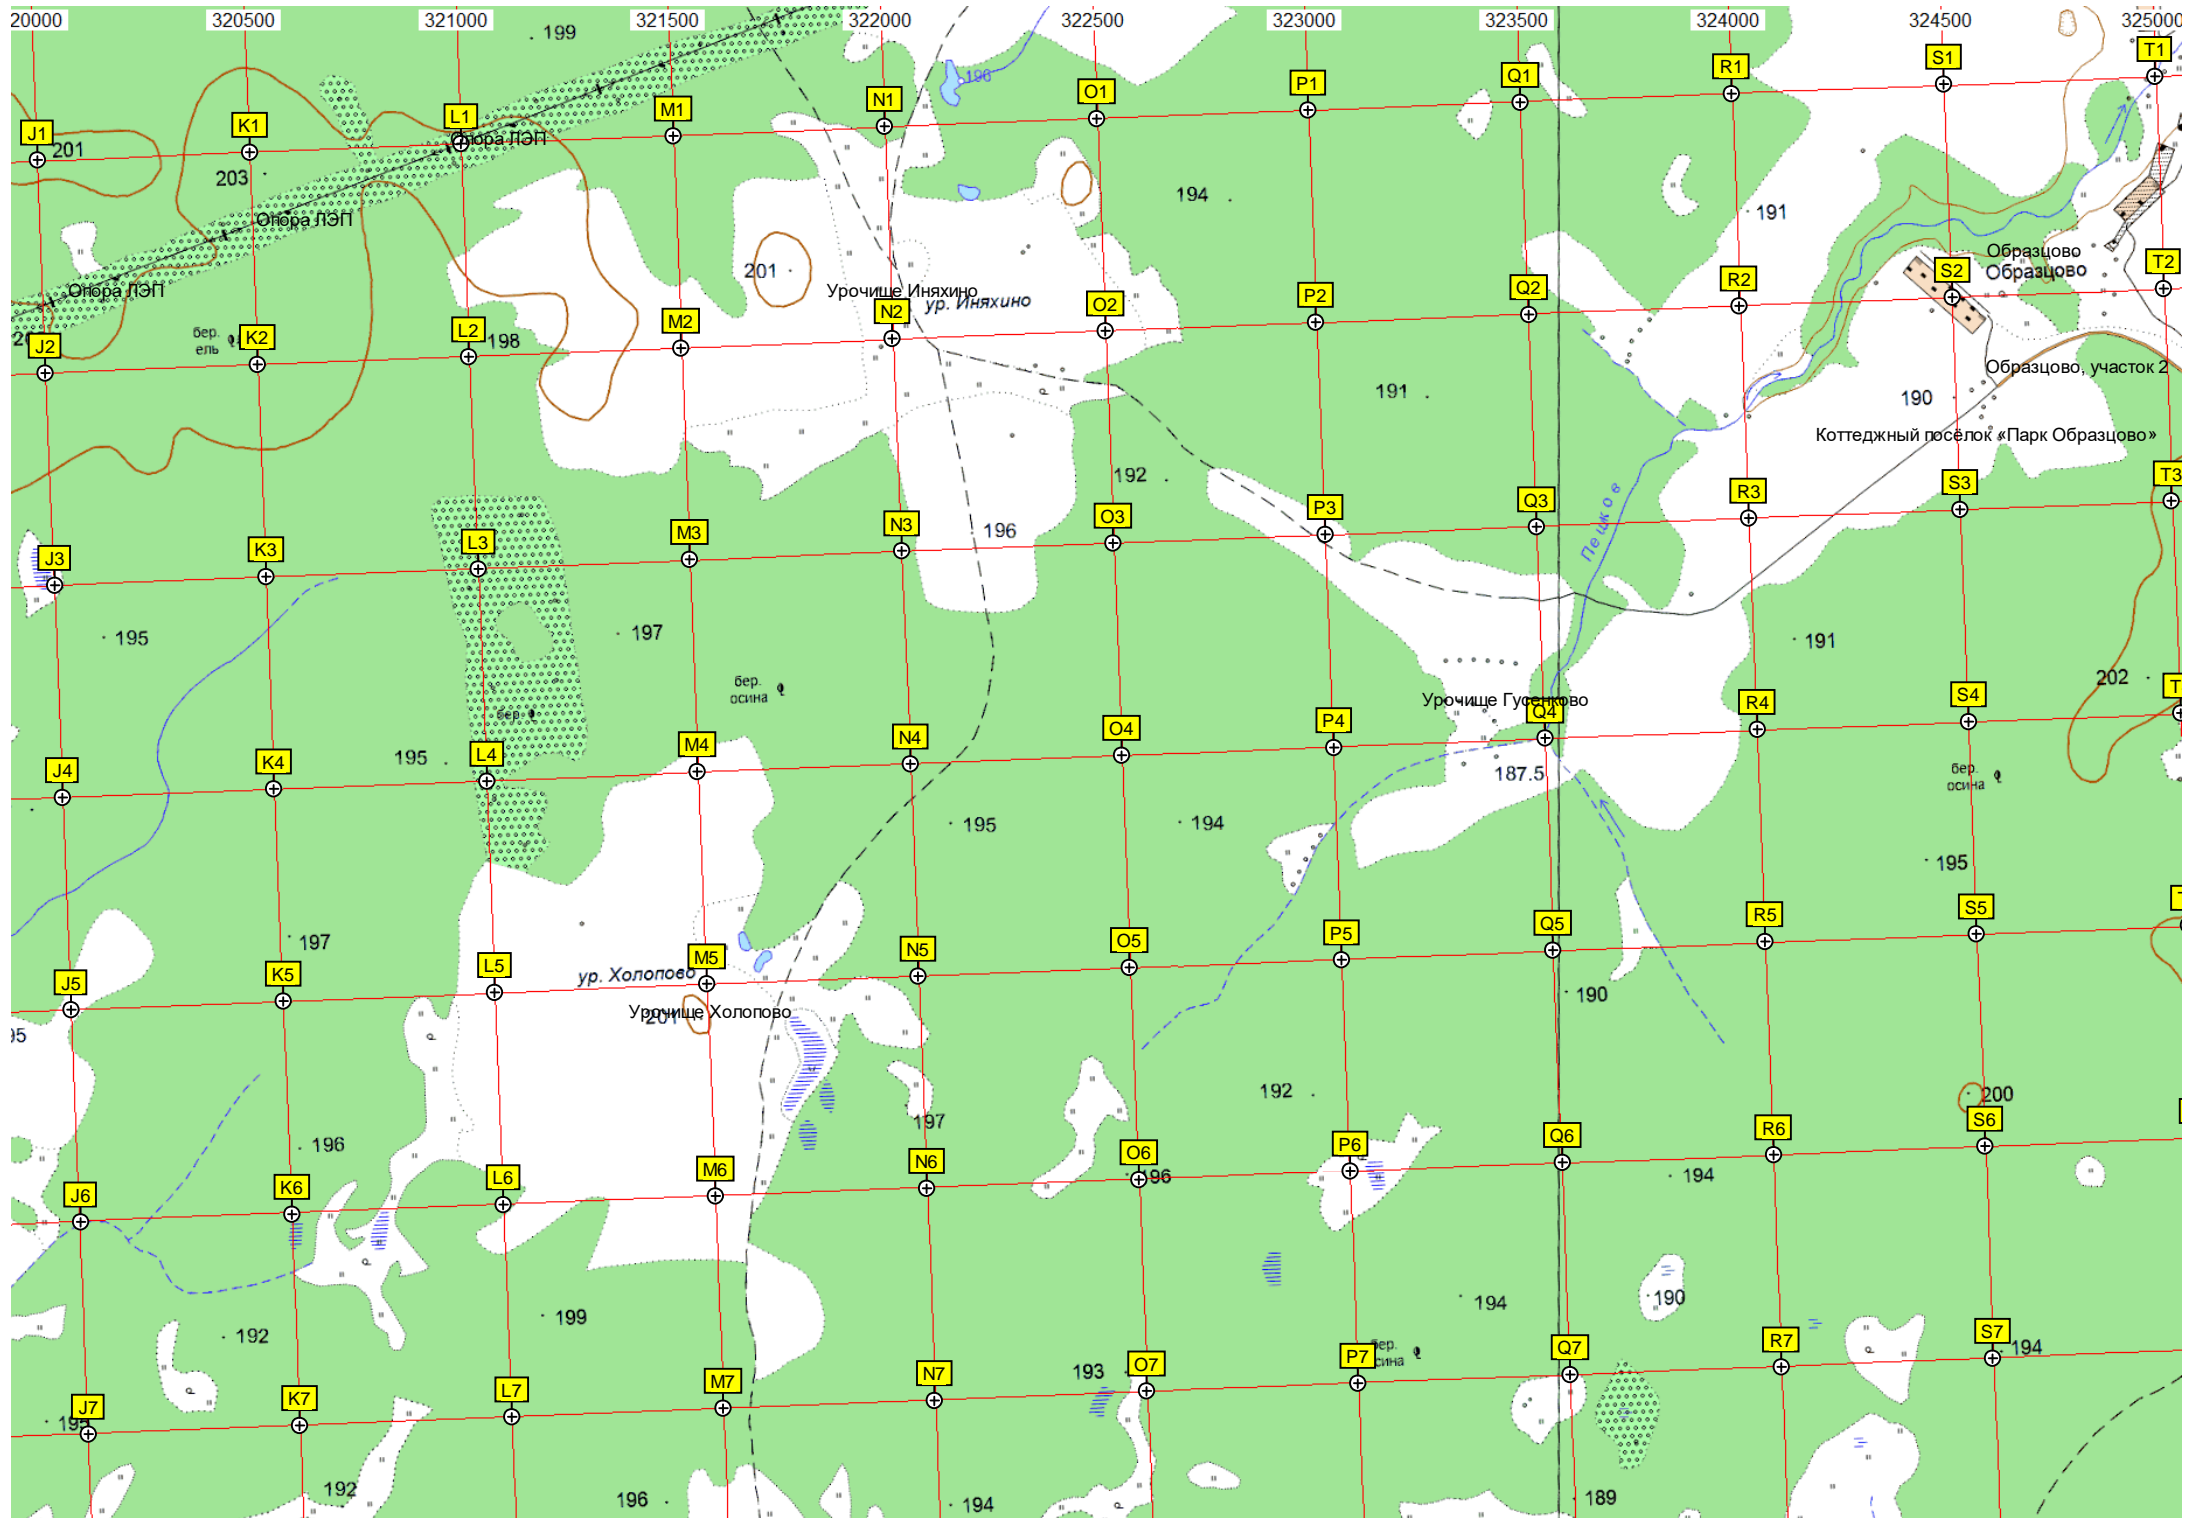 20000 320500 321000 321500 322000 322500 323000 323500 324000 324500 325000
199
196
J1 K1 L1 M1 N1 O1 P1 Q1 R1 S1 T1
201
Опора ЛЭП
203
194
191
Опора ЛЭП
Образцово
Образцово
201
Опора ЛЭП
Урочище Иняхино
ур. Иняхино
бер.
ель
J2 K2 L2 M2 N2 O2 P2 Q2 R2 S2 T2
198
Образцово, участок 2
191
190
Коттеджный посёлок «Парк Образцово»
192
196
Пешков
J3 K3 L3 M3 N3 O3 P3 Q3 R3 S3 T3
195
197
191
202
бер.
осина
бер.
Урочище Гусенково
J4 K4 L4 M4 N4 O4 P4 Q4 R4 S4
195
187.5
бер.
осина
195
194
195
197
J5 K5 L5 M5 N5 O5 P5 Q5 R5 S5
ур. Холопово
Урочище Холопово
201
190
192
200
197
196
J6 K6 L6 M6 N6 O6 P6 Q6 R6 S6
196
194
194
190
199
192
193
194
J7 K7 L7 M7 N7 O7 P7 Q7 R7 S7
195
192
196
194
189